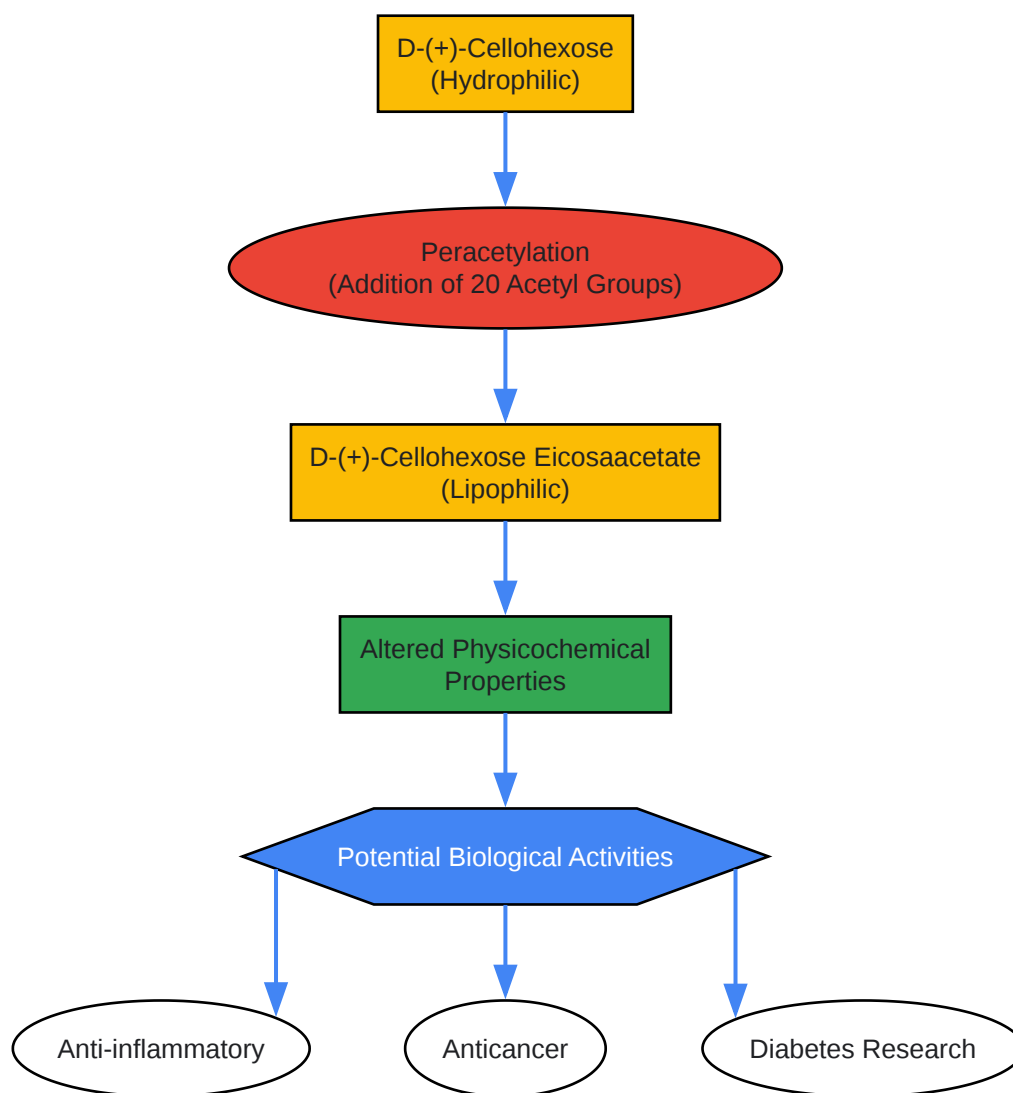 D-(+)-Cellohexose
(Hydrophilic)
Peracetylation
(Addition of 20 Acetyl Groups)
D-(+)-Cellohexose Eicosaacetate
(Lipophilic)
Altered Physicochemical
Properties
Potential Biological Activities
Anti-inflammatory
Anticancer
Diabetes Research